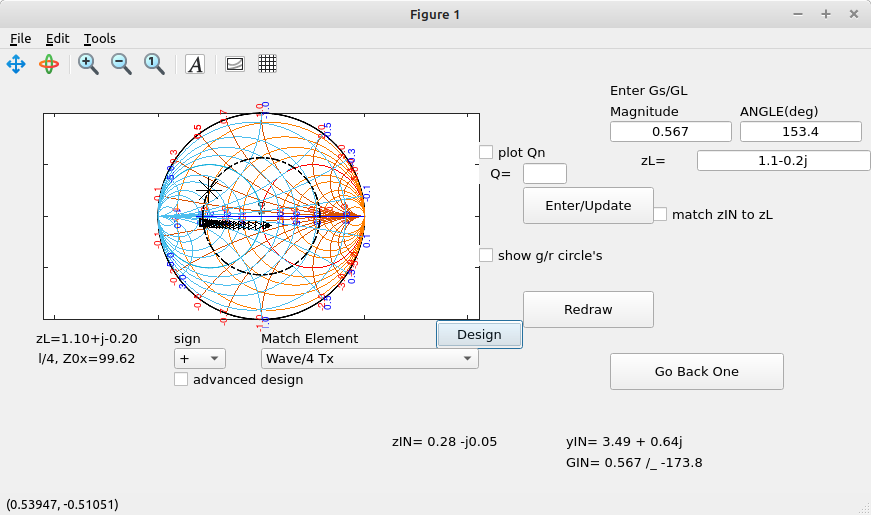 Figure 1
File Edit Tools
A
Enter Gs/GL
Magnitude ANGLE(deg)
0.567 153.4
plot Qn
zL= 1.1-0.2j
Q=
Enter/Update
match zIN to zL
show g/r circle's
Redraw
Design
zL=1.10+j-0.20 sign Match Element
l/4, Z0x=99.62 + Wave/4 Tx
advanced design
Go Back One
zIN= 0.28 -j0.05 yIN= 3.49 + 0.64j
GIN= 0.567 /_ -173.8
(0.53947, -0.51051)